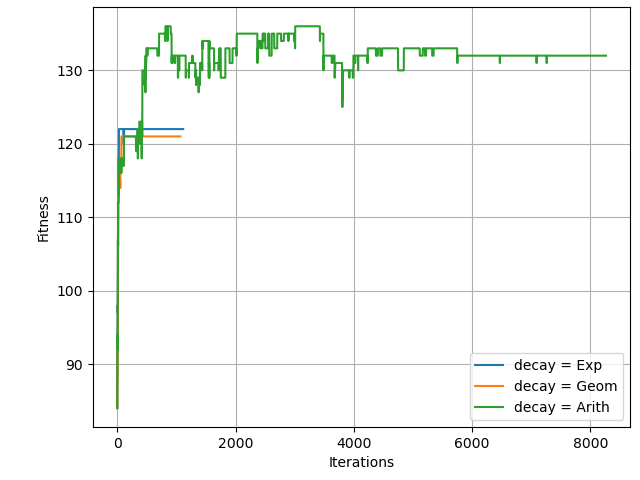 130
120
110
100
90
Fitness
0
2000
4000
6000
8000
Iterations
decay = Exp
decay = Geom
decay = Arith